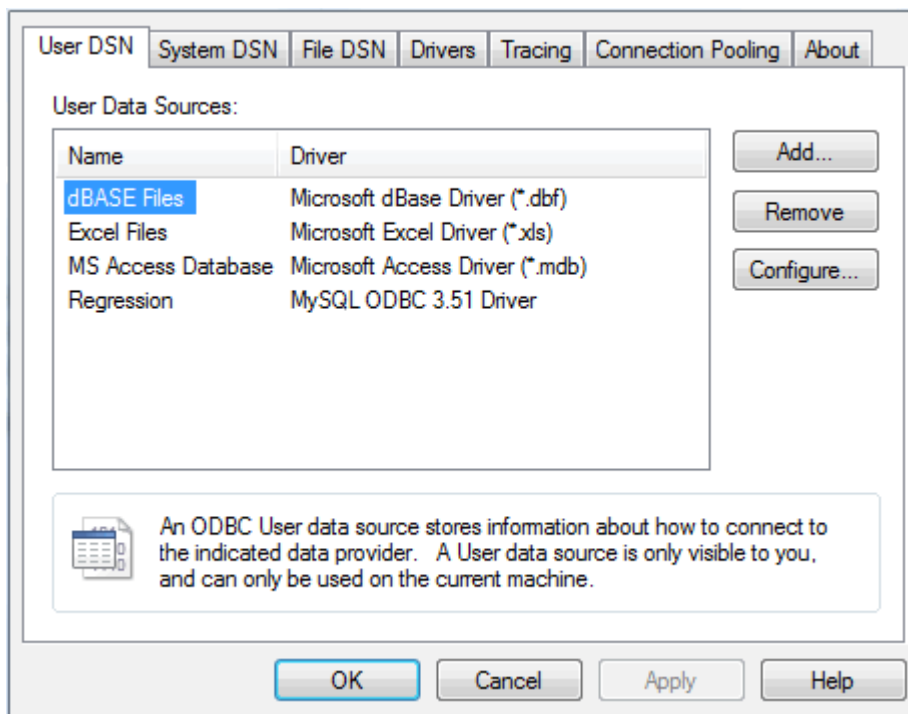 User DSN System DSN File DSN Drivers Tracing Connection Pooling About
User Data Sources:
Name Driver
dBASE Files Microsoft dBase Driver (*.dbf)
Excel Files Microsoft Excel Driver (*.xls)
MS Access Database Microsoft Access Driver (*.mdb)
Regression MySQL ODBC 3.51 Driver
Add...
Remove
Configure...
An ODBC User data source stores information about how to connect to
the indicated data provider. A User data source is only visible to you,
and can only be used on the current machine.
OK Cancel Apply Help